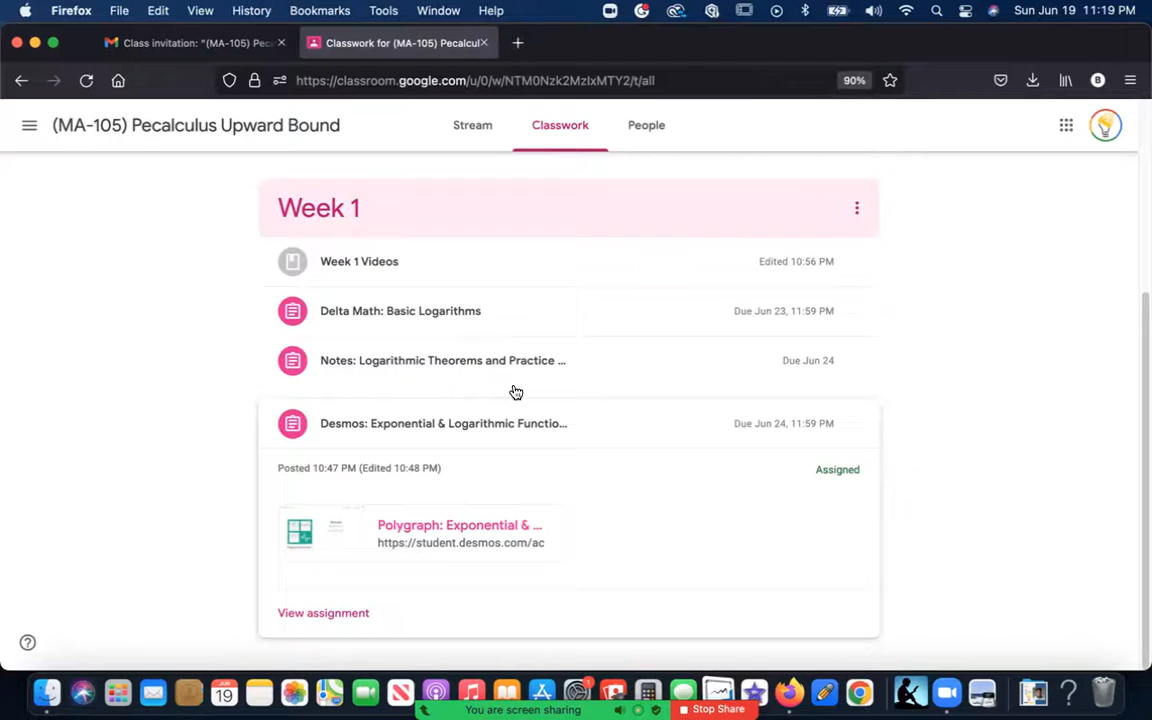 Firefox File Edit View History Bookmarks Tools Window Help Sun Jun 19 11:19 PM
Class invitation: "(MA-105) Pec
Classwork for (MA-105) Pecalcul
https://classroom.google.com/u/0/w/NTM0Nzk2MzIxMTY2/t/all
90%
B
(MA-105) Pecalculus Upward Bound
Stream
Classwork
People
Week 1
Week 1 Videos
Edited 10:56 PM
Delta Math: Basic Logarithms
Due Jun 23, 11:59 PM
Notes: Logarithmic Theorems and Practice ...
Due Jun 24
Desmos: Exponential & Logarithmic Functio...
Due Jun 24, 11:59 PM
Posted 10:47 PM (Edited 10:48 PM)
Assigned
Polygraph: Exponential & ...
https://student.desmos.com/ac
View assignment
JUN
19
1
You are screen sharing
Stop Share